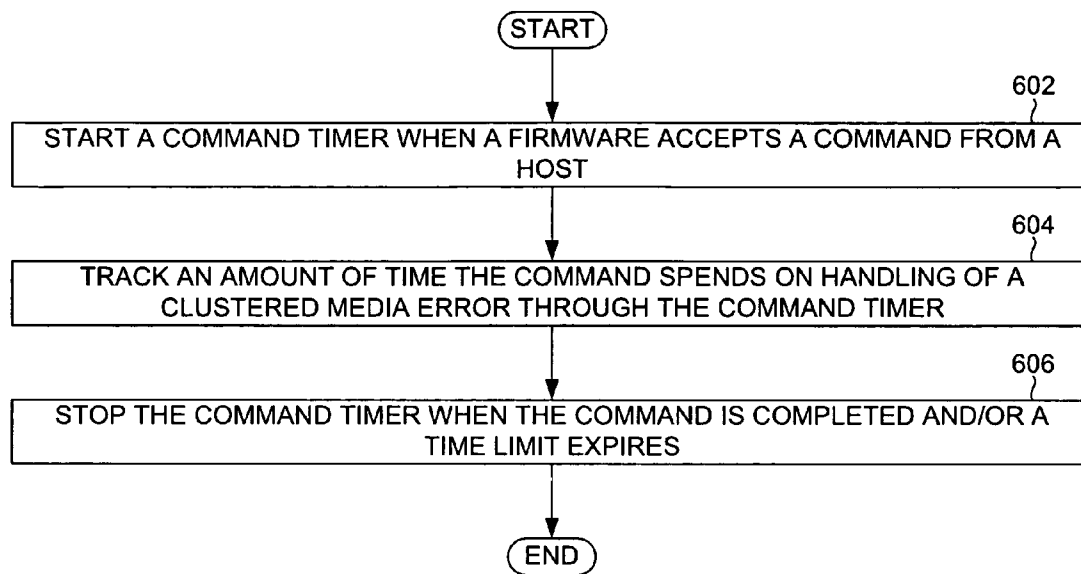 START
602
START A COMMAND TIMER WHEN A FIRMWARE ACCEPTS A COMMAND FROM A
HOST
604
TRACK AN AMOUNT OF TIME THE COMMAND SPENDS ON HANDLING OF A
CLUSTERED MEDIA ERROR THROUGH THE COMMAND TIMER
606
STOP THE COMMAND TIMER WHEN THE COMMAND IS COMPLETED AND/OR A
TIME LIMIT EXPIRES
END